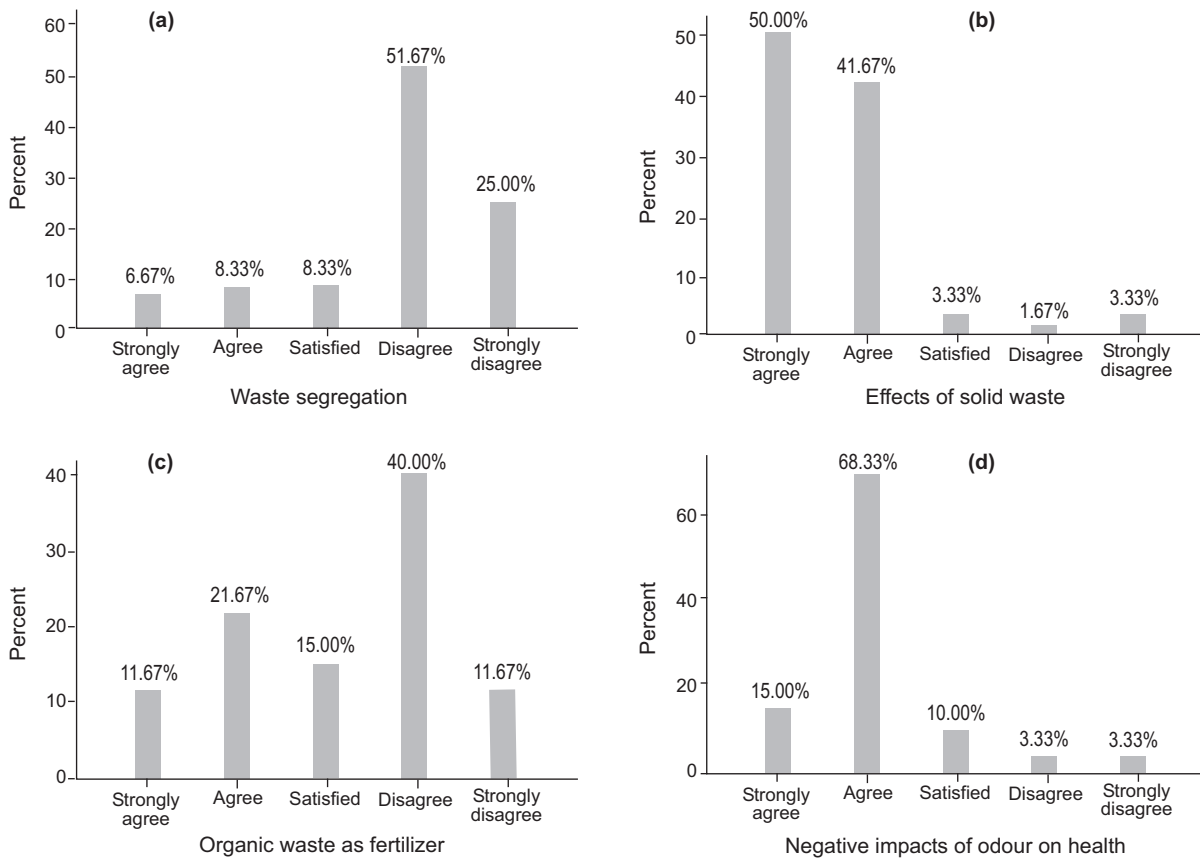 (a)
Percent
60
50
40
30
20
10
0
6.67%
8.33%
8.33%
51.67%
25.00%
Strongly
agree
Agree
Satisfied
Disagree
Strongly
disagree
Waste segregation
(b)
Percent
50
40
30
20
10
0
50.00%
41.67%
3.33%
1.67%
3.33%
Strongly
agree
Agree
Satisfied
Disagree
Strongly
disagree
Effects of solid waste
(c)
Percent
40
30
20
10
0
11.67%
21.67%
15.00%
40.00%
11.67%
Strongly
agree
Agree
Satisfied
Disagree
Strongly
disagree
Organic waste as fertilizer
(d)
Percent
60
40
20
0
15.00%
68.33%
10.00%
3.33%
3.33%
Strongly
agree
Agree
Satisfied
Disagree
Strongly
disagree
Negative impacts of odour on health